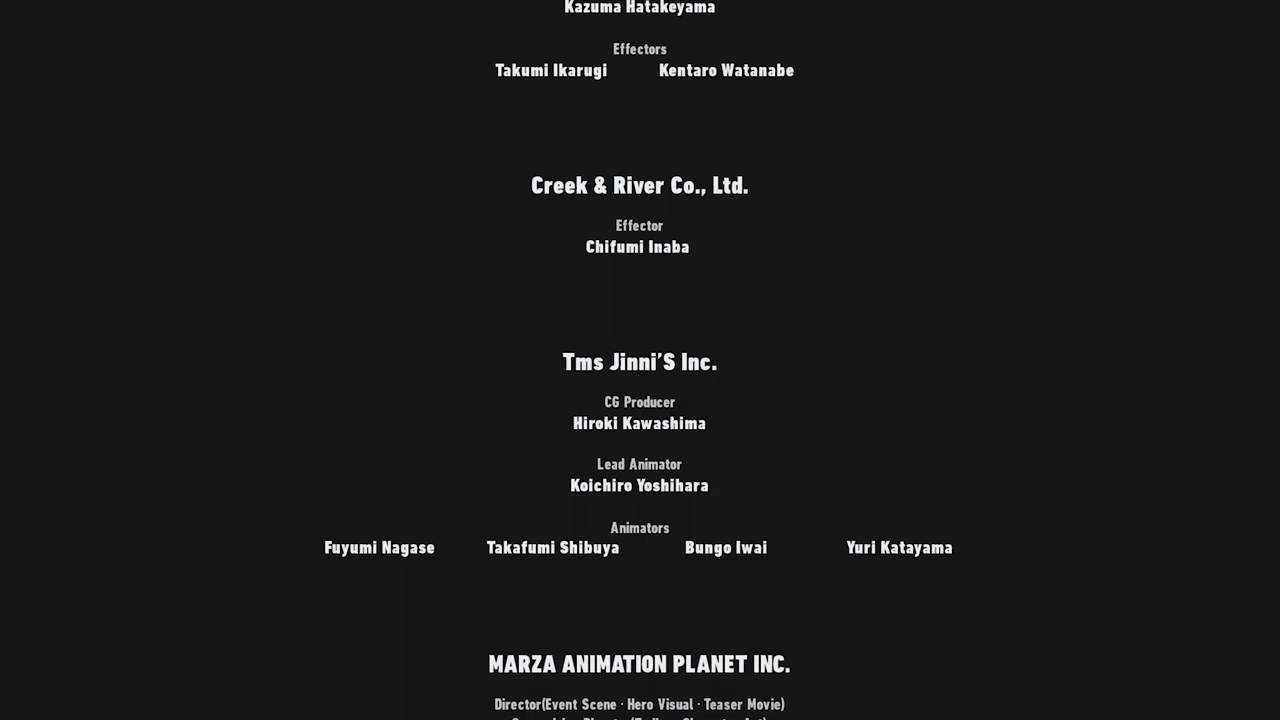 Kazuma Hatakeyama
Effectors
Takumi Ikarugi Kentaro Watanabe
Creek & River Co., Ltd.
Effector
Chifumi Inaba
Tms Jinni'S Inc.
CG Producer
Hiroki Kawashima
Lead Animator
Koichiro Yoshihara
Animators
Fuyumi Nagase Takafumi Shibuya Bungo Iwai Yuri Katayama
MARZA ANIMATION PLANET INC.
Director(Event Scene · Hero Visual · Teaser Movie)